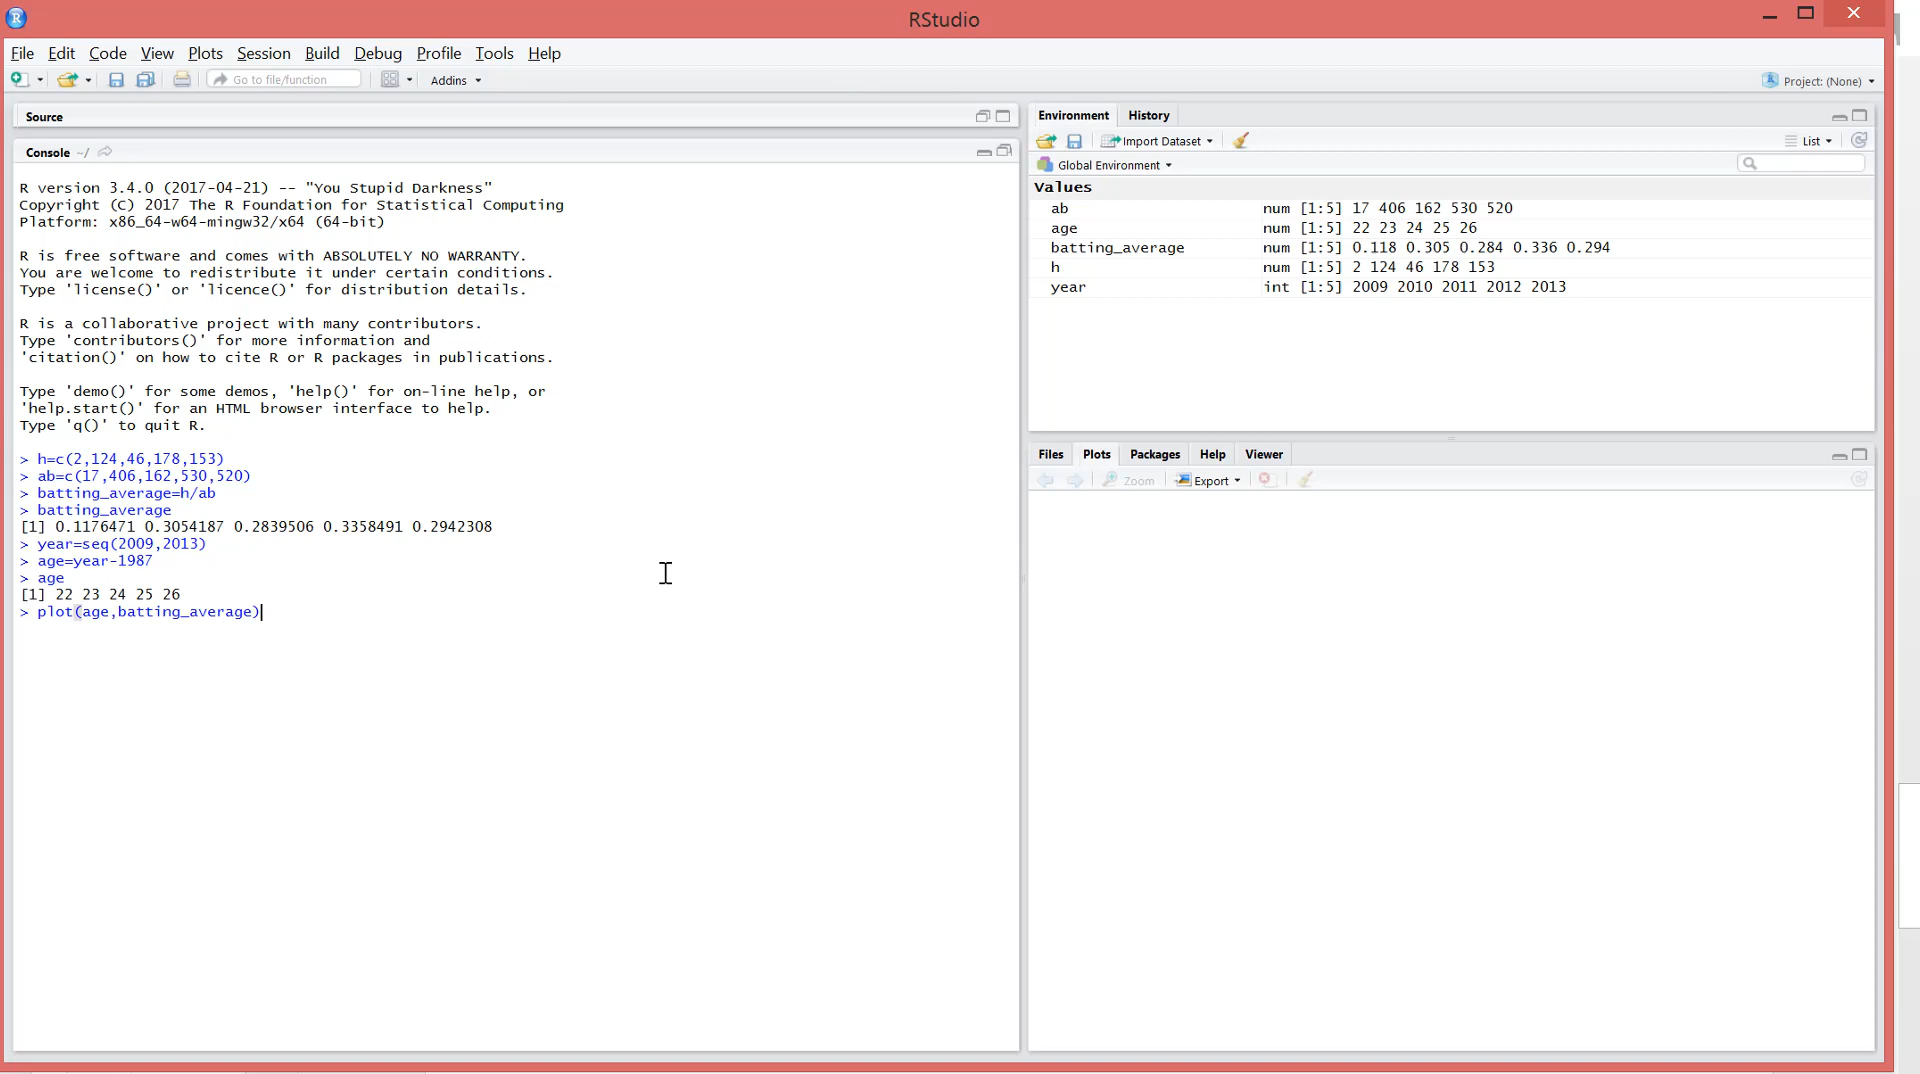 RStudio
File Edit Code View Plots Session Build Debug Profile Tools Help
Go to file/function Addins Project: (None)
Source
Console ~/
R version 3.4.0 (2017-04-21) -- "You Stupid Darkness"
Copyright (C) 2017 The R Foundation for Statistical Computing
Platform: x86_64-w64-mingw32/x64 (64-bit)
R is free software and comes with ABSOLUTELY NO WARRANTY.
You are welcome to redistribute it under certain conditions.
Type 'license()' or 'licence()' for distribution details.
R is a collaborative project with many contributors.
Type 'contributors()' for more information and
'citation()' on how to cite R or R packages in publications.
Type 'demo()' for some demos, 'help()' for on-line help, or
'help.start()' for an HTML browser interface to help.
Type 'q()' to quit R.
> h=c(2,124,46,178,153)
> ab=c(17,406,162,530,520)
> batting_average=h/ab
> batting_average
[1] 0.1176471 0.3054187 0.2839506 0.3358491 0.2942308
> year=seq(2009,2013)
> age=year-1987
> age
[1] 22 23 24 25 26
> plot(age,batting_average)
Environment History
Import Dataset List
Global Environment
Values
ab num [1:5] 17 406 162 530 520
age num [1:5] 22 23 24 25 26
batting_average num [1:5] 0.118 0.305 0.284 0.336 0.294
h num [1:5] 2 124 46 178 153
year int [1:5] 2009 2010 2011 2012 2013
Files Plots Packages Help Viewer
Zoom Export